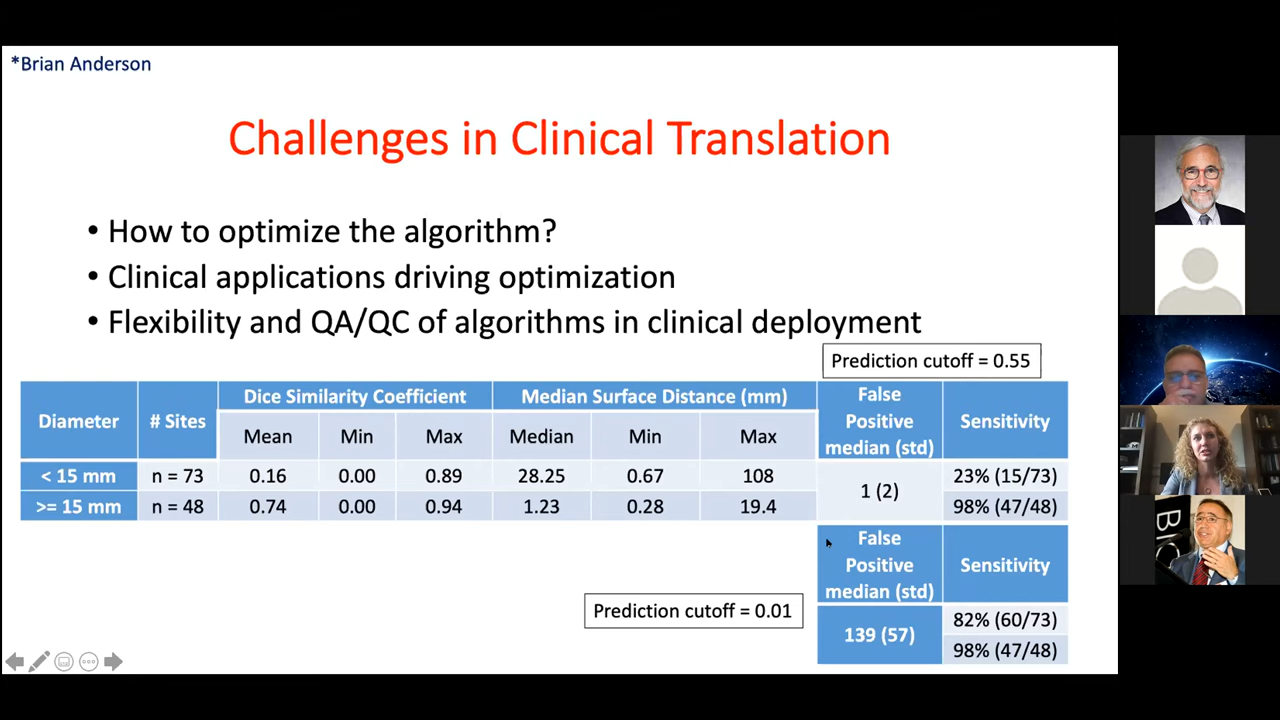 *Brian Anderson
Challenges in Clinical Translation
• How to optimize the algorithm?
• Clinical applications driving optimization
• Flexibility and QA/QC of algorithms in clinical deployment
Prediction cutoff = 0.55
Diameter # Sites Dice Similarity Coefficient Median Surface Distance (mm) False Positive median (std) Sensitivity
Mean Min Max Median Min Max
< 15 mm n = 73 0.16 0.00 0.89 28.25 0.67 108 1 (2) 23% (15/73)
>= 15 mm n = 48 0.74 0.00 0.94 1.23 0.28 19.4 98% (47/48)
False Positive median (std) Sensitivity
Prediction cutoff = 0.01
139 (57) 82% (60/73)
98% (47/48)
BIO